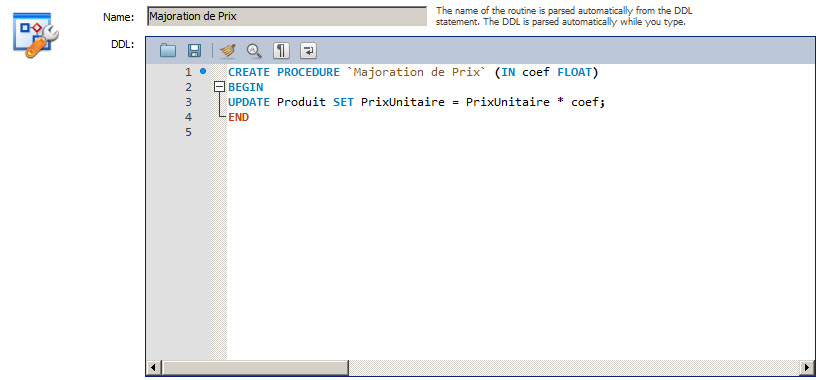 Name: Majoration de Prix The name of the routine is parsed automatically from the DDL
statement. The DDL is parsed automatically while you type.
DDL:
1 CREATE PROCEDURE `Majoration de Prix` (IN coef FLOAT)
2 BEGIN
3 UPDATE Produit SET PrixUnitaire = PrixUnitaire * coef;
4 END
5